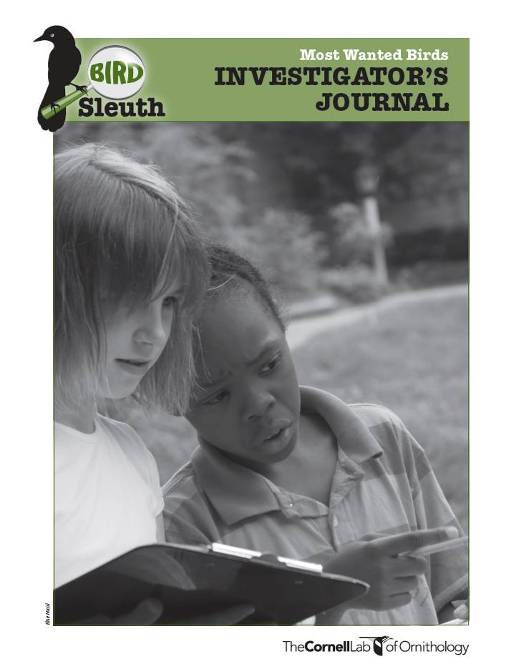 Most Wanted Birds
INVESTIGATOR'S
JOURNAL
BIRD
Sleuth
TheCornellLab of Ornithology